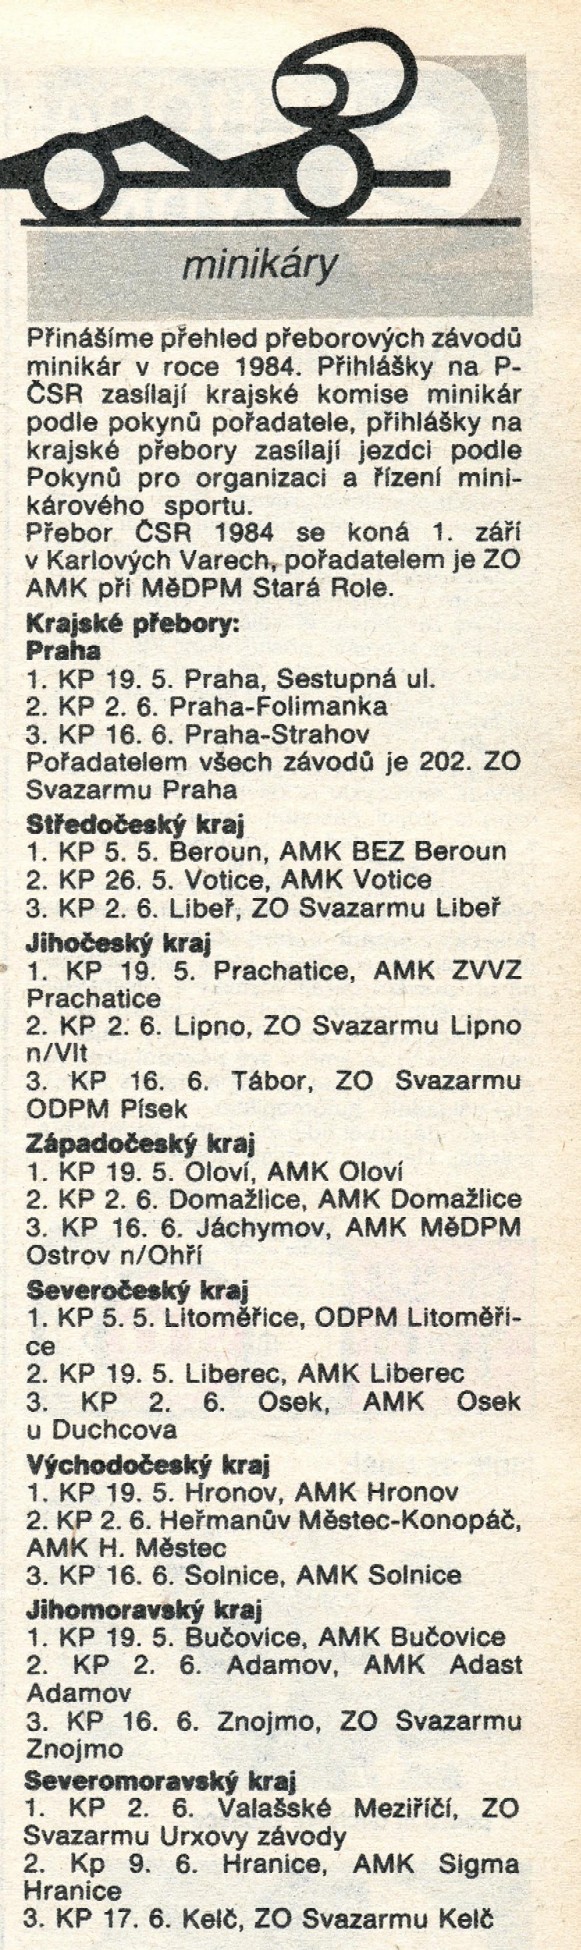 minikáry
Přinášíme přehled přeborových závodů
minikár v roce 1984. Přihlášky na P-
ČSR zasílají krajské komise minikár
podle pokynů pořadatele, přihlášky na
krajské přebory zasílají jezdci podle
Pokynů pro organizaci a řízení mini-
kárového sportu.
Přebor ČSR 1984 se koná 1. září
v Karlových Varech, pořadatelem je ZO
AMK při MěDPM Stará Role.
Krajské přebory:
Praha
1. KP 19. 5. Praha, Sestupná ul.
2. KP 2. 6. Praha-Folimanka
3. KP 16. 6. Praha-Strahov
Pořadatelem všech závodů je 202. ZO
Svazarmu Praha
Středočeský kraj
1. KP 5. 5. Beroun, AMK BEZ Beroun
2. KP 26. 5. Votice, AMK Votice
3. KP 2. 6. Libeř, ZO Svazarmu Libeř
Jihočeský kraj
1. KP 19. 5. Prachatice, AMK ZVVZ
Prachatice
2. KP 2. 6. Lipno, ZO Svazarmu Lipno
n/Vlt
3. KP 16. 6. Tábor, ZO Svazarmu
ODPM Písek
Západočeský kraj
1. KP 19. 5. Oloví, AMK Oloví
2. KP 2. 6. Domažlice, AMK Domažlice
3. KP 16. 6. Jáchymov, AMK MěDPM
Ostrov n/Ohří
Severočeský kraj
1. KP 5. 5. Litoměřice, ODPM Litoměři-
ce
2. KP 19. 5. Liberec, AMK Liberec
3. KP 2. 6. Osek, AMK Osek
u Duchcova
Východočeský kraj
1. KP 19. 5. Hronov, AMK Hronov
2. KP 2. 6. Heřmanův Městec-Konopáč,
AMK H. Městec
3. KP 16. 6. Solnice, AMK Solnice
Jihomoravský kraj
1. KP 19. 5. Bučovice, AMK Bučovice
2. KP 2. 6. Adamov, AMK Adast
Adamov
3. KP 16. 6. Znojmo, ZO Svazarmu
Znojmo
Severomoravský kraj
1. KP 2. 6. Valašské Meziříčí, ZO
Svazarmu Urxovy závody
2. Kp 9. 6. Hranice, AMK Sigma
Hranice
3. KP 17. 6. Kelč, ZO Svazarmu Kelč